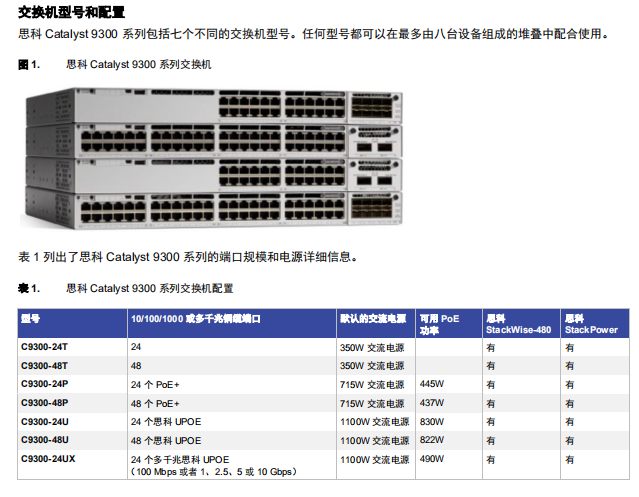 交换机型号和配置
思科 Catalyst 9300 系列包括七个不同的交换机型号。任何型号都可以在最多由八台设备组成的堆叠中配合使用。
图 1. 思科 Catalyst 9300 系列交换机
表 1 列出了思科 Catalyst 9300 系列的端口规模和电源详细信息。
表 1. 思科 Catalyst 9300 系列交换机配置
型号 10/100/1000 或多千兆铜缆端口 默认的交流电源 可用 PoE 功率 思科 StackWise-480 思科 StackPower
C9300-24T 24 350W 交流电源 有 有
C9300-48T 48 350W 交流电源 有 有
C9300-24P 24 个 PoE+ 715W 交流电源 445W 有 有
C9300-48P 48 个 PoE+ 715W 交流电源 437W 有 有
C9300-24U 24 个思科 UPOE 1100W 交流电源 830W 有 有
C9300-48U 48 个思科 UPOE 1100W 交流电源 822W 有 有
C9300-24UX 24 个多千兆思科 UPOE 1100W 交流电源 490W 有 有
（100 Mbps 或者 1、2.5、5 或 10 Gbps）